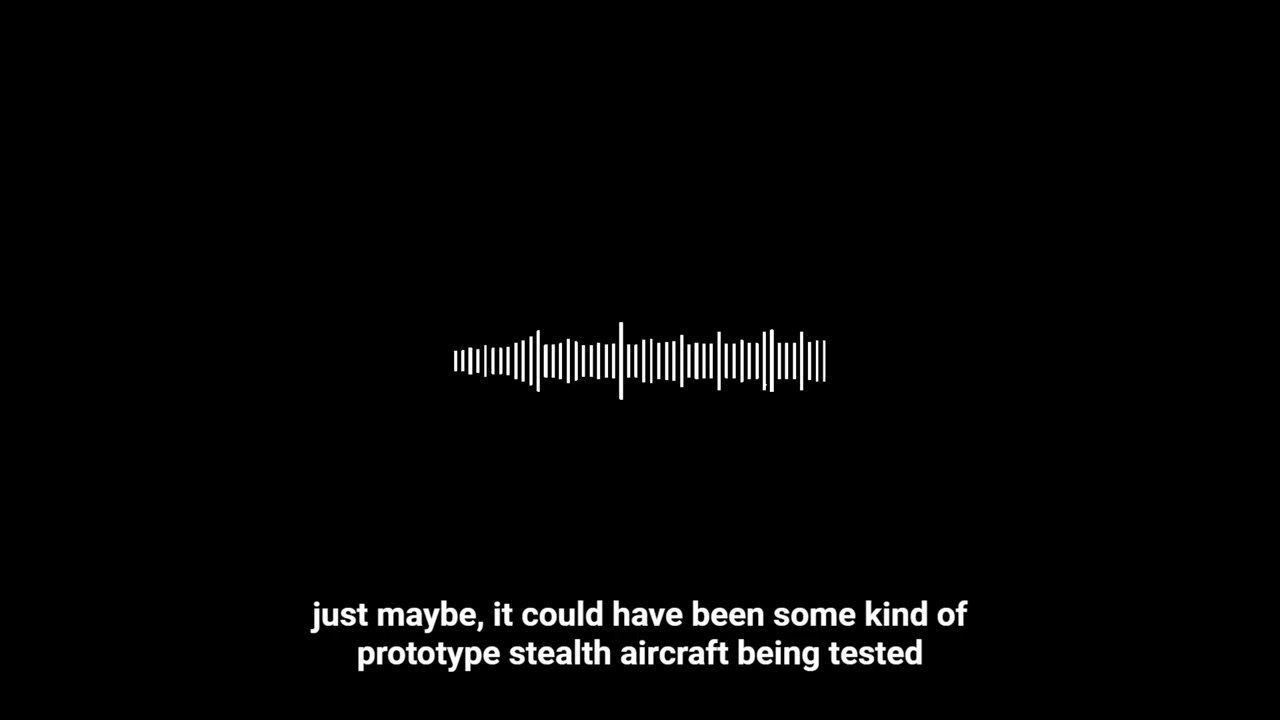 just maybe, it could have been some kind of
prototype stealth aircraft being tested